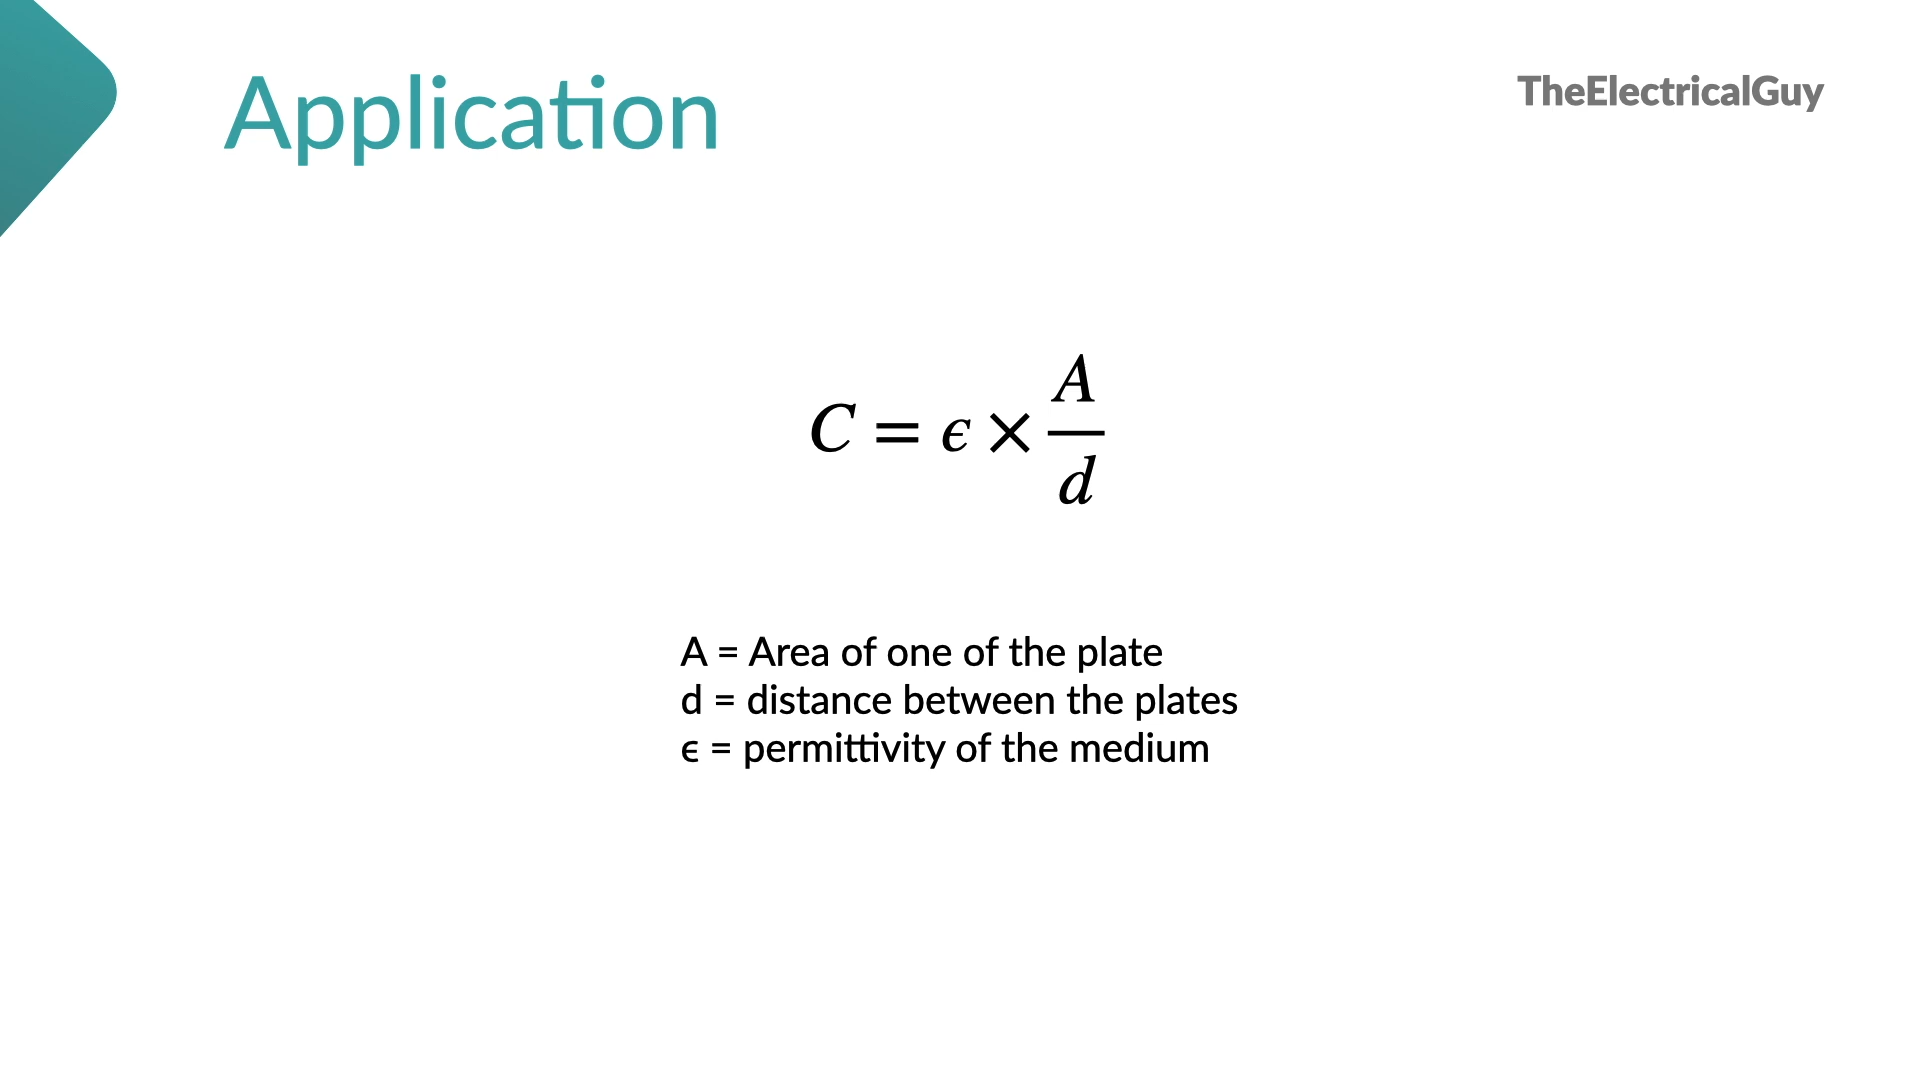 Application
TheElectricalGuy
C = ϵ × A/d
A = Area of one of the plate
d = distance between the plates
ϵ = permittivity of the medium